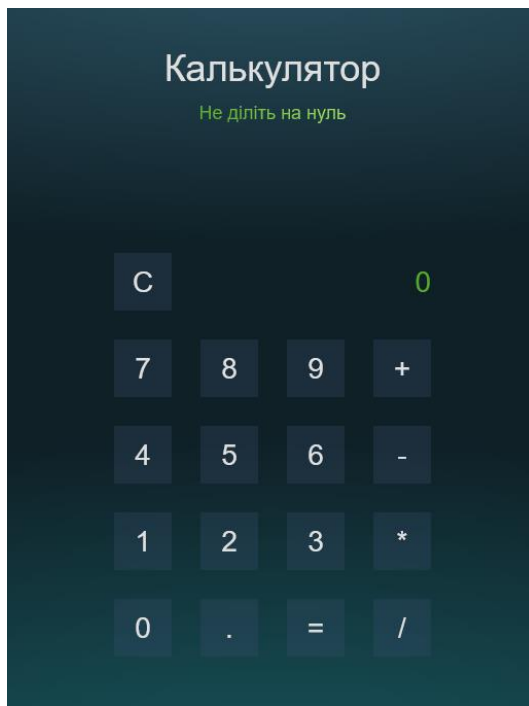 Калькулятор
Не діліть на нуль
C 0
7 8 9 +
4 5 6 -
1 2 3 *
0 . = /